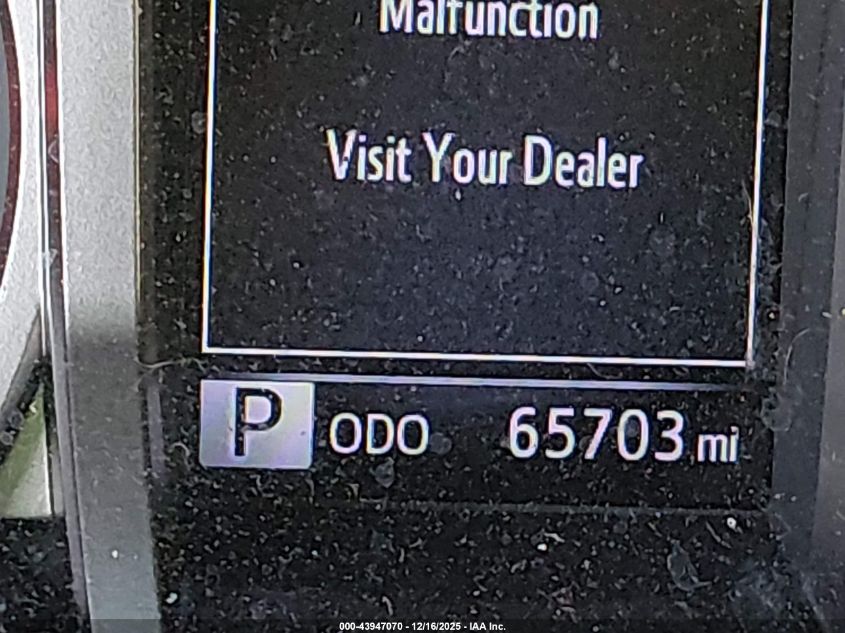 Malfunction
Visit Your Dealer
P ODO 65703 mi
000-43947070 - 12/16/2025 - IAA Inc.